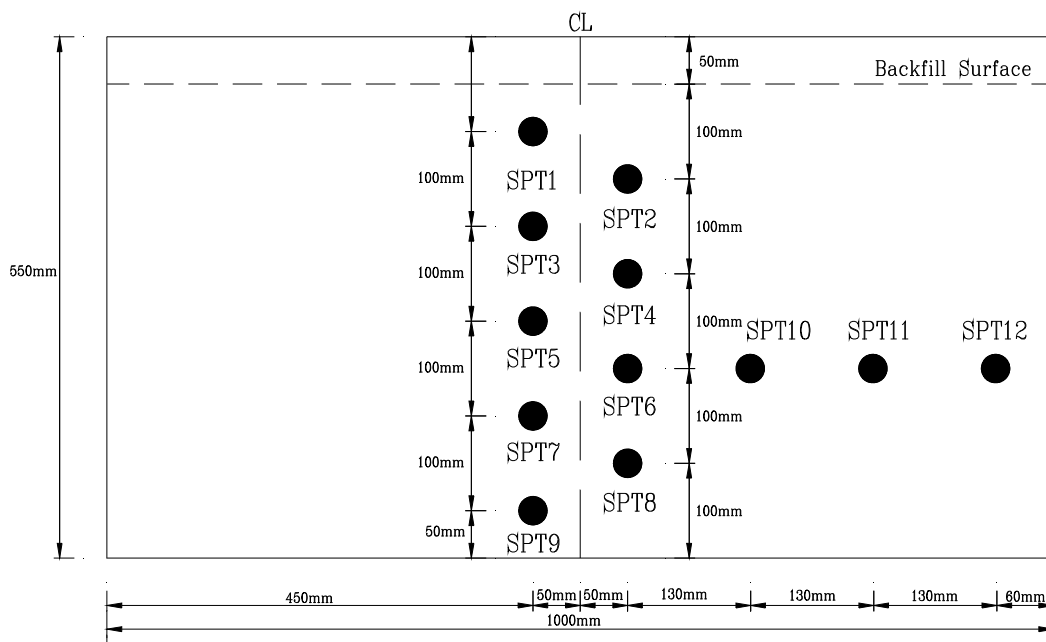 CL
50mm
Backfill Surface
100mm
SPT1
100mm
SPT2
100mm
SPT3
550mm
100mm
SPT4
100mm
SPT10
SPT11
SPT12
SPT5
100mm
SPT6
100mm
SPT7
100mm
SPT8
100mm
50mm
SPT9
450mm
50mm
50mm
130mm
130mm
130mm
60mm
1000mm